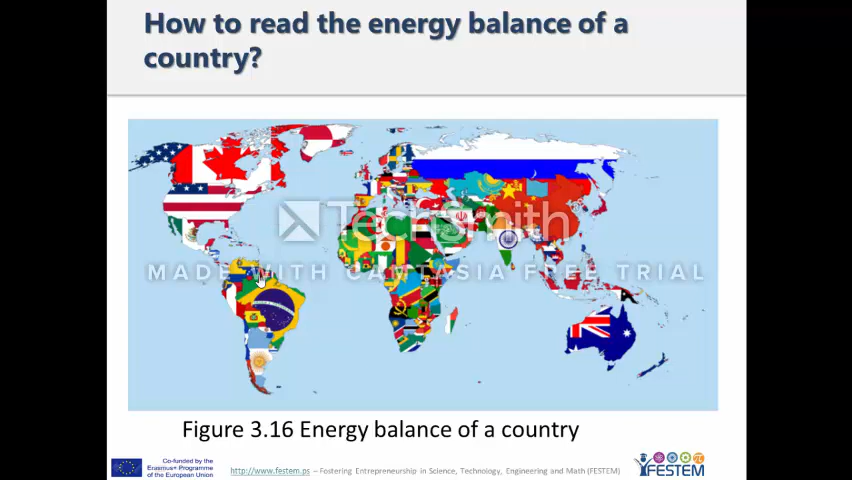 How to read the energy balance of a
country?
TechSmith
MADE WITH CAMTASIA FREE TRIAL
Figure 3.16 Energy balance of a country
Co-funded by the
Erasmus+ Programme
of the European Union
http://www.festem.ps – Fostering Entrepreneurship in Science, Technology, Engineering and Math (FESTEM)
FESTEM